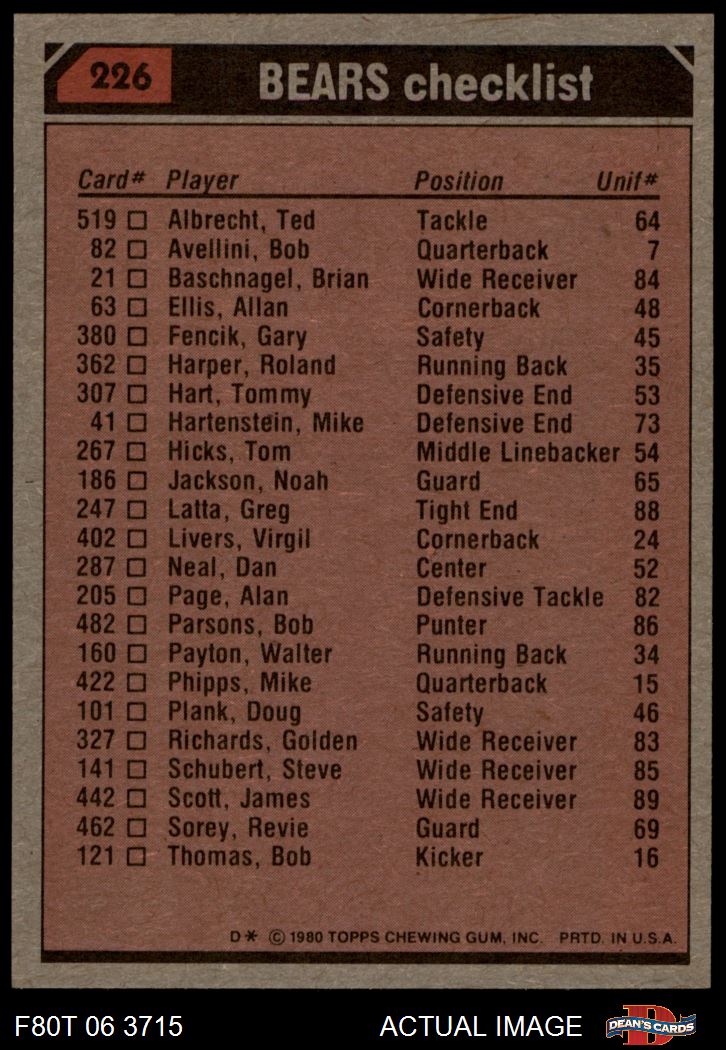 226 BEARS checklist
Card# Player Position Unif#
519 □ Albrecht, Ted Tackle 64
82 □ Avellini, Bob Quarterback 7
21 □ Baschnagel, Brian Wide Receiver 84
63 □ Ellis, Allan Cornerback 48
380 □ Fencik, Gary Safety 45
362 □ Harper, Roland Running Back 35
307 □ Hart, Tommy Defensive End 53
41 □ Hartenstein, Mike Defensive End 73
267 □ Hicks, Tom Middle Linebacker 54
186 □ Jackson, Noah Guard 65
247 □ Latta, Greg Tight End 88
402 □ Livers, Virgil Cornerback 24
287 □ Neal, Dan Center 52
205 □ Page, Alan Defensive Tackle 82
482 □ Parsons, Bob Punter 86
160 □ Payton, Walter Running Back 34
422 □ Phipps, Mike Quarterback 15
101 □ Plank, Doug Safety 46
327 □ Richards, Golden Wide Receiver 83
141 □ Schubert, Steve Wide Receiver 85
442 □ Scott, James Wide Receiver 89
462 □ Sorey, Revie Guard 69
121 □ Thomas, Bob Kicker 16
D* © 1980 TOPPS CHEWING GUM, INC. PRTD. IN U.S.A.
F80T 06 3715 ACTUAL IMAGE D DEAN'S CARDS